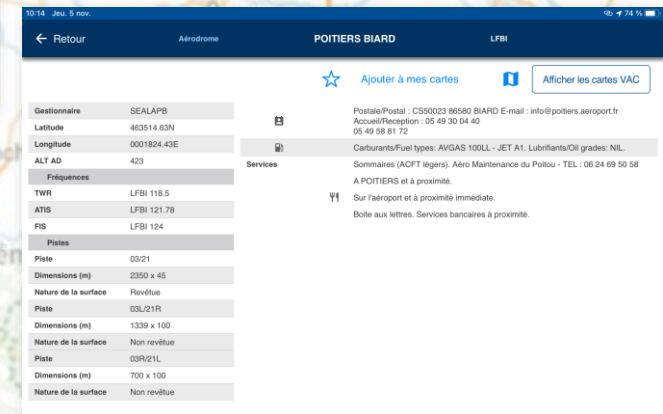 10:14 Jeu. 5 nov.
74 %
Retour
Aérodrome
POITIERS BIARD
LFBI
Ajouter à mes cartes
Afficher les cartes VAC
Gestionnaire SEALAPB
Latitude 463514.63N
Longitude 0001824.43E
ALT AD 423
Fréquences
TWR LFBI 118.5
ATIS LFBI 121.78
FIS LFBI 124
Pistes
Piste 03/21
Dimensions (m) 2350 x 45
Nature de la surface Revêtue
Piste 03L/21R
Dimensions (m) 1339 x 100
Nature de la surface Non revêtue
Piste 03R/21L
Dimensions (m) 700 x 100
Nature de la surface Non revêtue
Postale/Postal : CS50023 86580 BIARD E-mail : info@poitiers.aeroport.fr
Accueil/Reception : 05 49 30 04 40
05 49 58 81 72
Carburants/Fuel types: AVGAS 100LL - JET A1. Lubrifiants/Oil grades: NIL.
Services Sommaires (ACFT légers). Aéro Maintenance du Poitou - TEL : 06 24 69 50 58
A POITIERS et à proximité.
Sur l'aéroport et à proximité immédiate.
Boite aux lettres. Services bancaires à proximité.